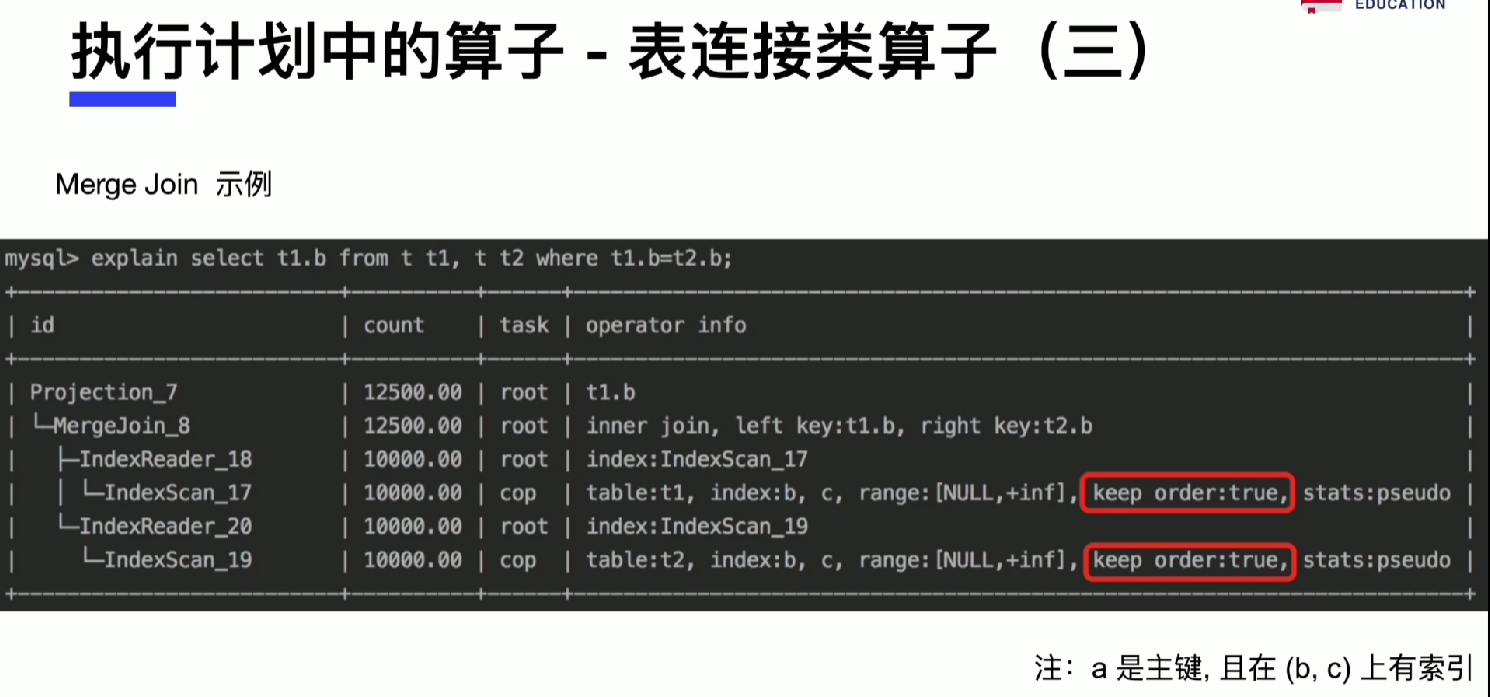 EDUCATION
执行计划中的算子 - 表连接类算子（三）
Merge Join 示例
mysql> explain select t1.b from t t1, t t2 where t1.b=t2.b;
+--------------------------+----------+------+------------------------------------------------------------------------+
| id | count | task | operator info |
+--------------------------+----------+------+------------------------------------------------------------------------+
| Projection_7 | 12500.00 | root | t1.b |
| └─MergeJoin_8 | 12500.00 | root | inner join, left key:t1.b, right key:t2.b |
| ├─IndexReader_18 | 10000.00 | root | index:IndexScan_17 |
| │ └─IndexScan_17 | 10000.00 | cop | table:t1, index:b, c, range:[NULL,+inf], keep order:true, stats:pseudo |
| └─IndexReader_20 | 10000.00 | root | index:IndexScan_19 |
| └─IndexScan_19 | 10000.00 | cop | table:t2, index:b, c, range:[NULL,+inf], keep order:true, stats:pseudo |
+--------------------------+----------+------+------------------------------------------------------------------------+
注：a 是主键, 且在 (b, c) 上有索引